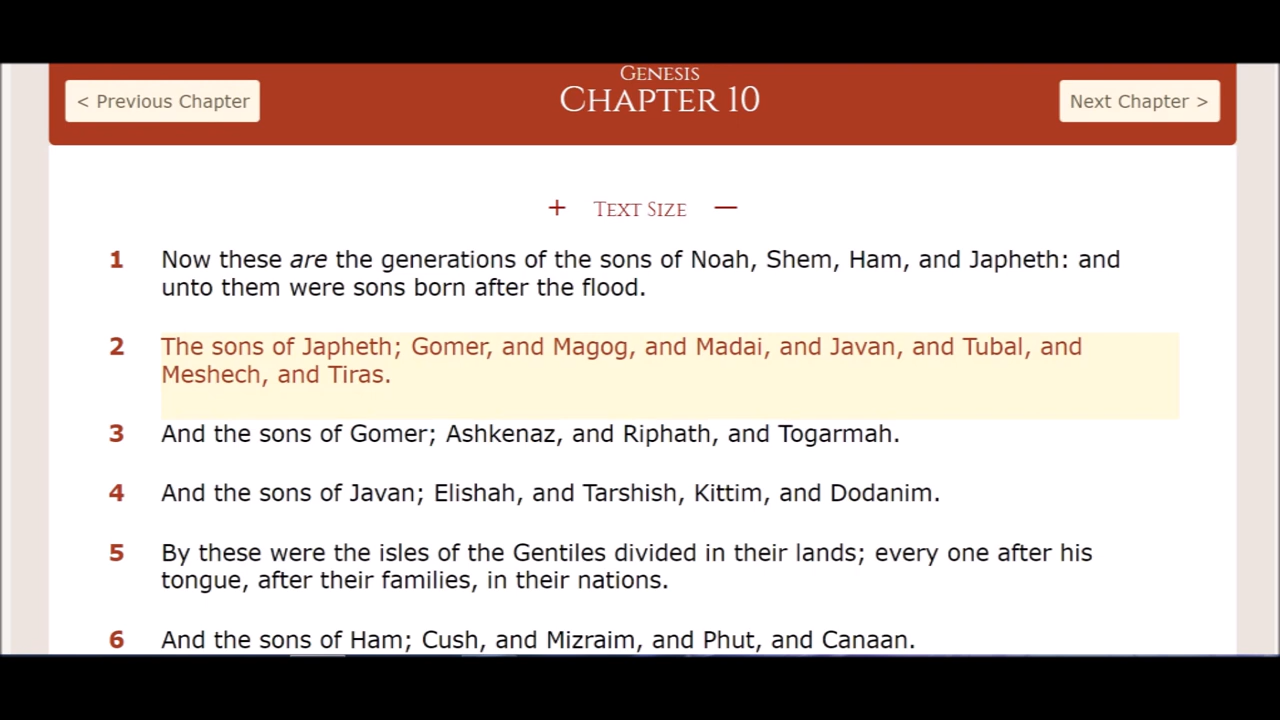 GENESIS
< Previous Chapter
CHAPTER 10
Next Chapter >
+ TEXT SIZE —
1 Now these are the generations of the sons of Noah, Shem, Ham, and Japheth: and
unto them were sons born after the flood.
2 The sons of Japheth; Gomer, and Magog, and Madai, and Javan, and Tubal, and
Meshech, and Tiras.
3 And the sons of Gomer; Ashkenaz, and Riphath, and Togarmah.
4 And the sons of Javan; Elishah, and Tarshish, Kittim, and Dodanim.
5 By these were the isles of the Gentiles divided in their lands; every one after his
tongue, after their families, in their nations.
6 And the sons of Ham; Cush, and Mizraim, and Phut, and Canaan.